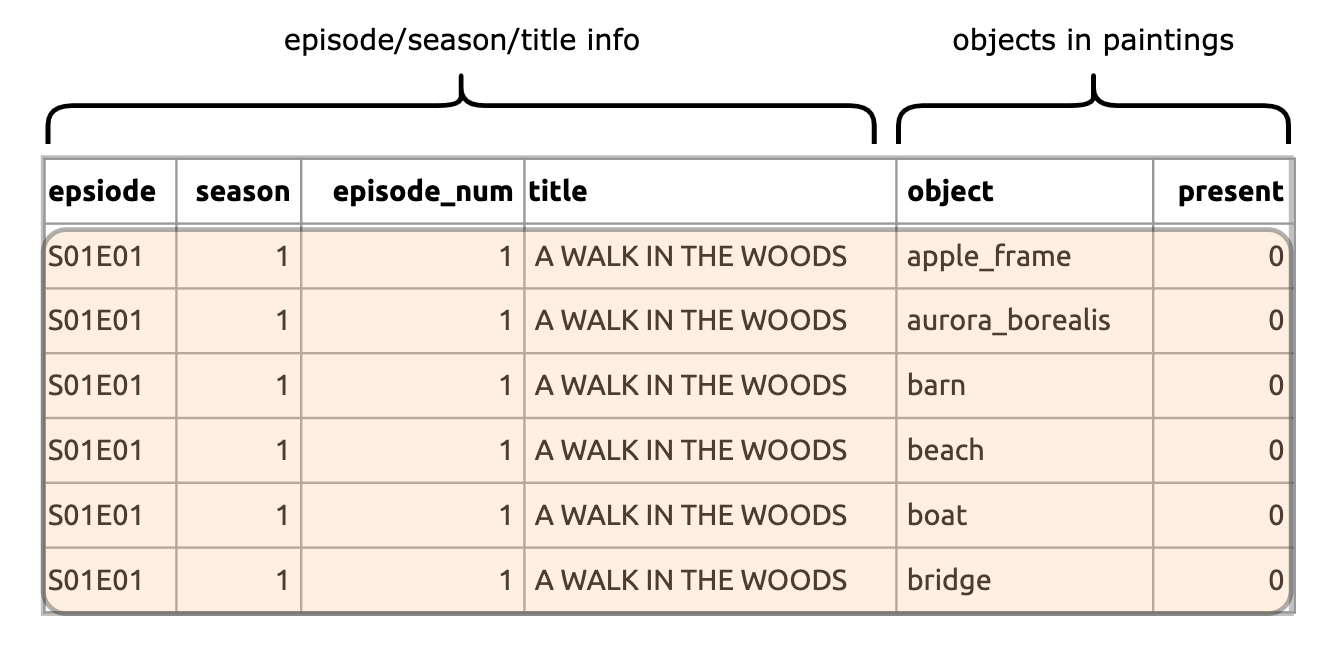 episode/season/title info objects in paintings
epsiode season episode_num title object present
S01E01 1 1 A WALK IN THE WOODS apple_frame 0
S01E01 1 1 A WALK IN THE WOODS aurora_borealis 0
S01E01 1 1 A WALK IN THE WOODS barn 0
S01E01 1 1 A WALK IN THE WOODS beach 0
S01E01 1 1 A WALK IN THE WOODS boat 0
S01E01 1 1 A WALK IN THE WOODS bridge 0